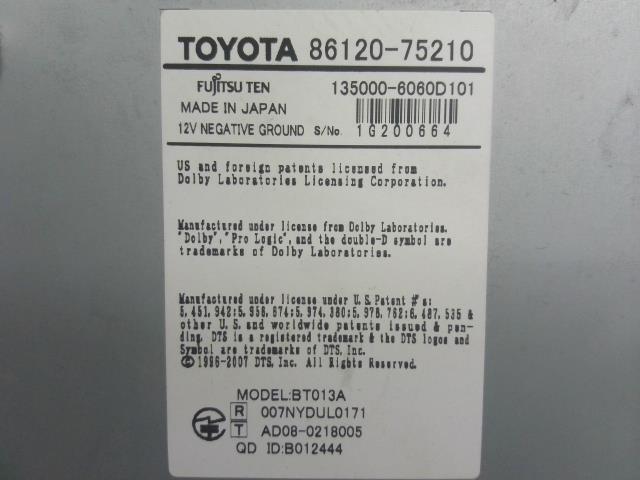 TOYOTA 86120-75210
FUJITSU TEN 135000-6060D101
MADE IN JAPAN
12V NEGATIVE GROUND S/No. 1G200664
US and foreign patents licensed from
Dolby Laboratories Licensing Corporation.
Manufactured under license from Dolby Laboratories.
"Dolby", "Pro Logic", and the double-D symbol are
trademarks of Dolby Laboratories.
Manufactured under license under U.S. Patent #'s:
5,451,942;5,956,674;5,974,380;5,978,762;6,487,535 &
other U.S. and worldwide patents issued & pen-
ding. DTS is a registered trademark & the DTS logos and
Symbol are trademarks of DTS, Inc.
© 1996-2007 DTS, Inc. All Rights Reserved.
MODEL:BT013A
R 007NYDUL0171
T AD08-0218005
QD ID:B012444